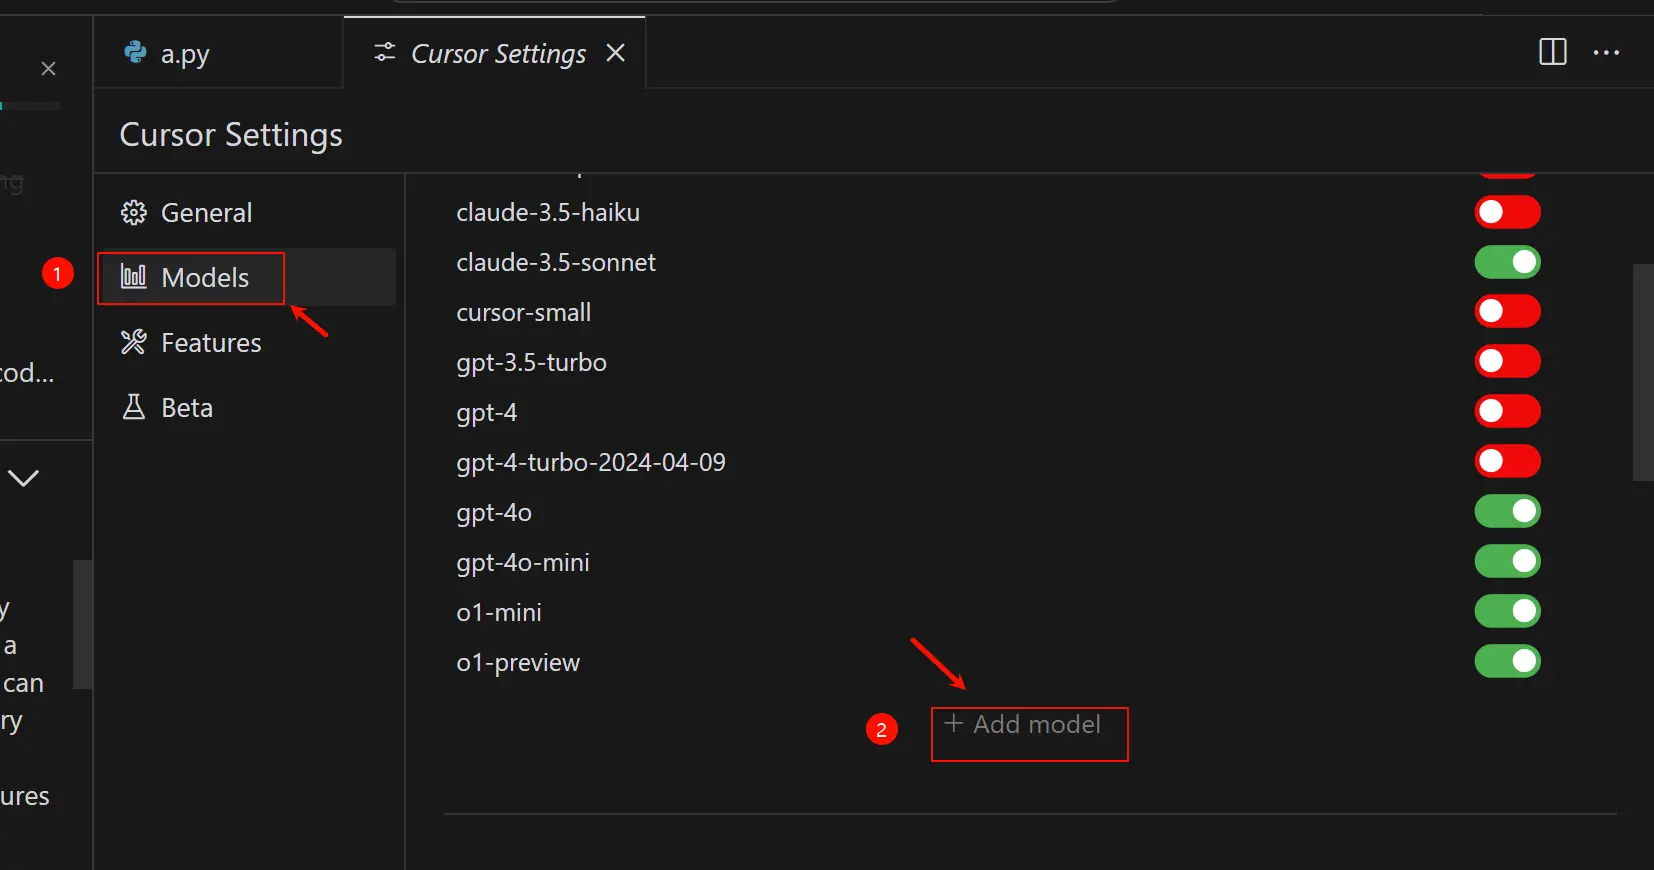 a.py
Cursor Settings
Cursor Settings
General
1
Models
Features
Beta
cod...
can
a
ry
y
ures
claude-3.5-haiku
claude-3.5-sonnet
cursor-small
gpt-3.5-turbo
gpt-4
gpt-4-turbo-2024-04-09
gpt-4o
gpt-4o-mini
o1-mini
o1-preview
2
+ Add model